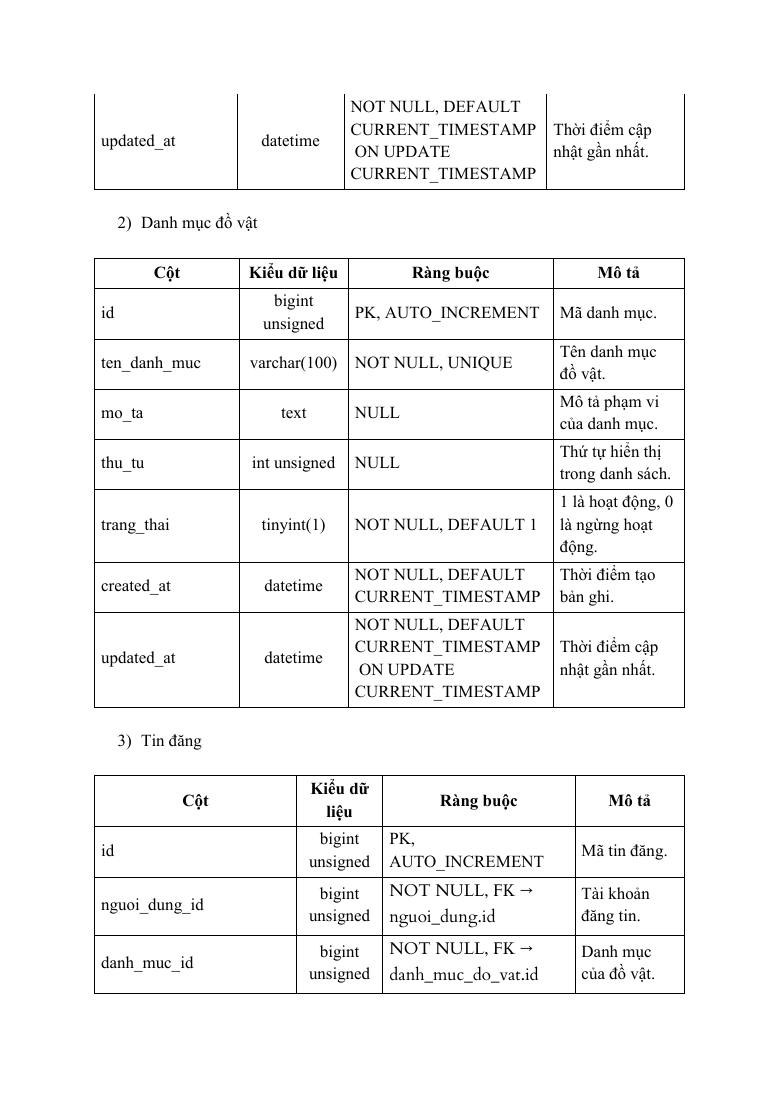 NOT NULL, DEFAULT
CURRENT_TIMESTAMP
ON UPDATE
CURRENT_TIMESTAMP
updated_at
datetime
Thời điểm cập
nhật gần nhất.
2) Danh mục đồ vật
Cột
Kiểu dữ liệu
Ràng buộc
Mô tả
id
bigint
unsigned
PK, AUTO_INCREMENT
Mã danh mục.
ten_danh_muc
varchar(100)
NOT NULL, UNIQUE
Tên danh mục
đồ vật.
mo_ta
text
NULL
Mô tả phạm vi
của danh mục.
thu_tu
int unsigned
NULL
Thứ tự hiển thị
trong danh sách.
trang_thai
tinyint(1)
NOT NULL, DEFAULT 1
1 là hoạt động, 0
là ngừng hoạt
động.
created_at
datetime
NOT NULL, DEFAULT
CURRENT_TIMESTAMP
Thời điểm tạo
bản ghi.
updated_at
datetime
NOT NULL, DEFAULT
CURRENT_TIMESTAMP
ON UPDATE
CURRENT_TIMESTAMP
Thời điểm cập
nhật gần nhất.
3) Tin đăng
Cột
Kiểu dữ
liệu
Ràng buộc
Mô tả
id
bigint
unsigned
PK,
AUTO_INCREMENT
Mã tin đăng.
nguoi_dung_id
bigint
unsigned
NOT NULL, FK →
nguoi_dung.id
Tài khoản
đăng tin.
danh_muc_id
bigint
unsigned
NOT NULL, FK →
danh_muc_do_vat.id
Danh mục
của đồ vật.